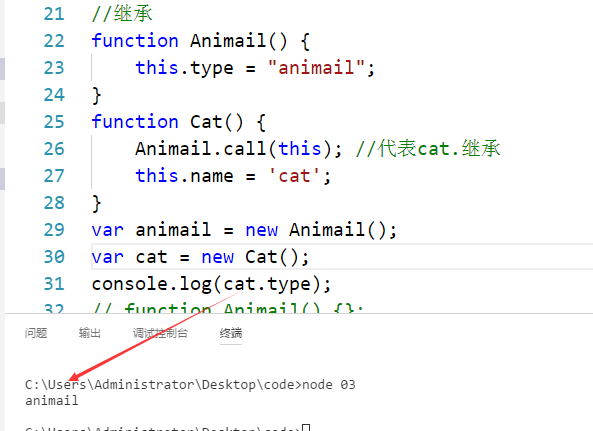 21 //继承
22 function Animail() {
23 this.type = "animail";
24 }
25 function Cat() {
26 Animail.call(this); //代表cat.继承
27 this.name = 'cat';
28 }
29 var animail = new Animail();
30 var cat = new Cat();
31 console.log(cat.type);
32 // function Animail() {};
问题 输出 调试控制台 终端
C:\Users\Administrator\Desktop\code>node 03
animail
C:\Users\Administrator\Desktop\code>